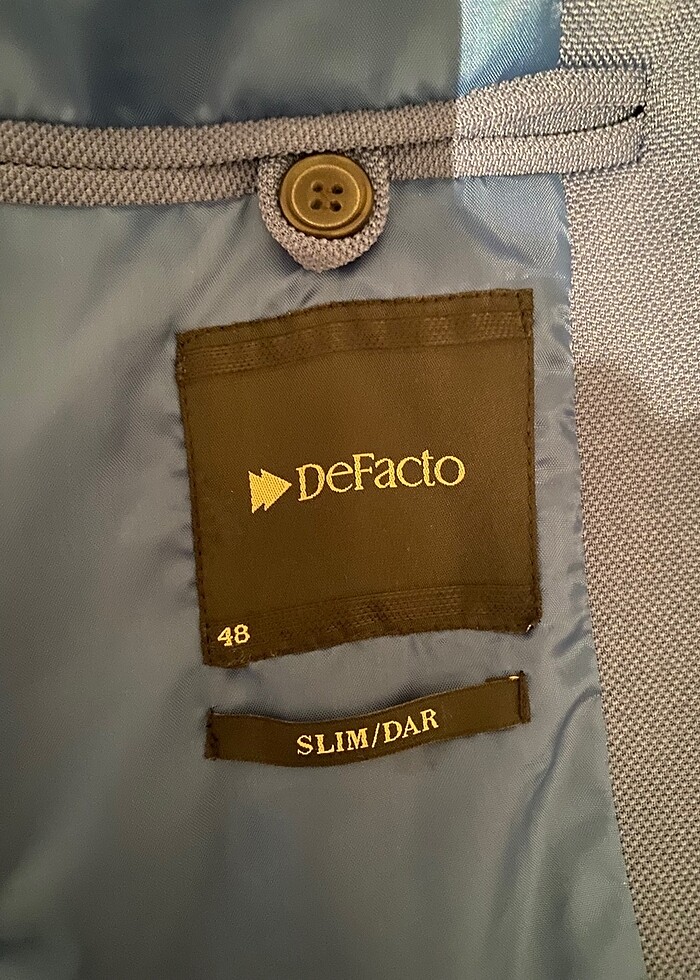 DeFacto
48
SLIM/DAR